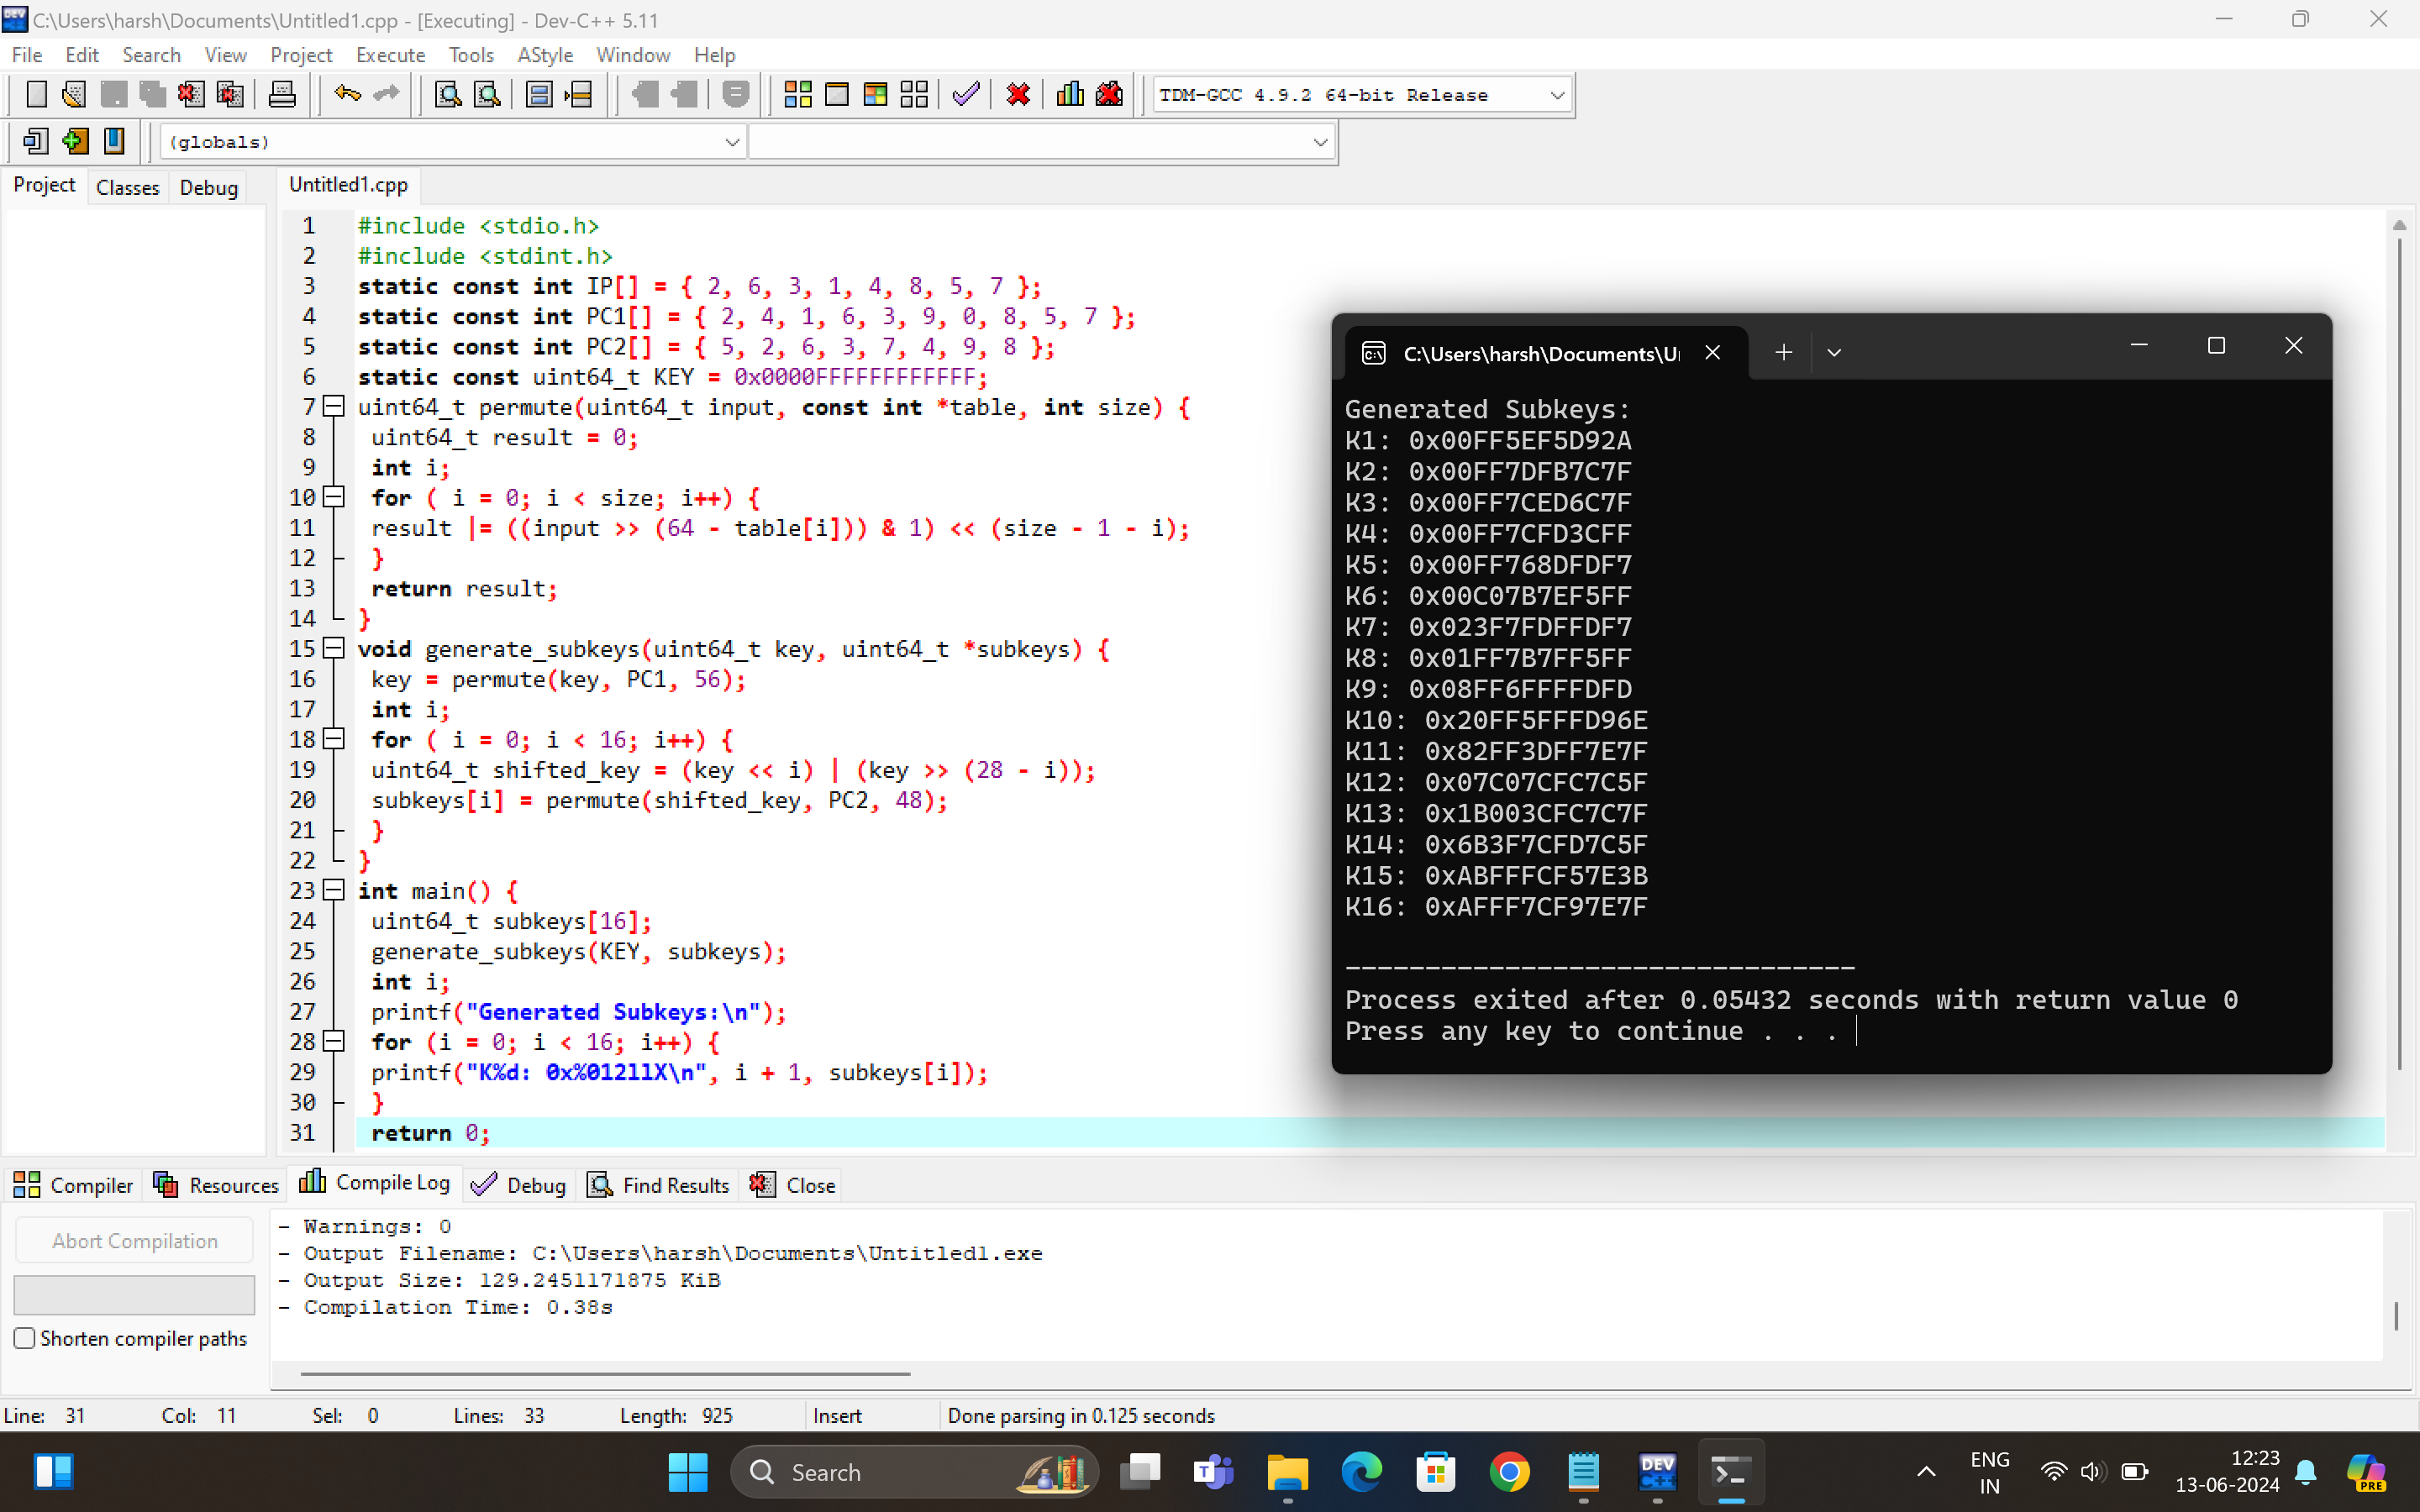 C:\Users\harsh\Documents\Untitled1.cpp - [Executing] - Dev-C++ 5.11
File Edit Search View Project Execute Tools AStyle Window Help
TDM-GCC 4.9.2 64-bit Release
(globals)
Project Classes Debug
Untitled1.cpp
1 #include <stdio.h>
2 #include <stdint.h>
3 static const int IP[] = { 2, 6, 3, 1, 4, 8, 5, 7 };
4 static const int PC1[] = { 2, 4, 1, 6, 3, 9, 0, 8, 5, 7 };
5 static const int PC2[] = { 5, 2, 6, 3, 7, 4, 9, 8 };
6 static const uint64_t KEY = 0x0000FFFFFFFFFFFF;
7 uint64_t permute(uint64_t input, const int *table, int size) {
8 uint64_t result = 0;
9 int i;
10 for ( i = 0; i < size; i++) {
11 result |= ((input >> (64 - table[i])) & 1) << (size - 1 - i);
12 }
13 return result;
14 }
15 void generate_subkeys(uint64_t key, uint64_t *subkeys) {
16 key = permute(key, PC1, 56);
17 int i;
18 for ( i = 0; i < 16; i++) {
19 uint64_t shifted_key = (key << i) | (key >> (28 - i));
20 subkeys[i] = permute(shifted_key, PC2, 48);
21 }
22 }
23 int main() {
24 uint64_t subkeys[16];
25 generate_subkeys(KEY, subkeys);
26 int i;
27 printf("Generated Subkeys:\n");
28 for (i = 0; i < 16; i++) {
29 printf("K%d: 0x%012llX\n", i + 1, subkeys[i]);
30 }
31 return 0;
C:\Users\harsh\Documents\U
Generated Subkeys:
K1: 0x00FF5EF5D92A
K2: 0x00FF7DFB7C7F
K3: 0x00FF7CED6C7F
K4: 0x00FF7CFD3CFF
K5: 0x00FF768DFDF7
K6: 0x00C07B7EF5FF
K7: 0x023F7FDFFDF7
K8: 0x01FF7B7FF5FF
K9: 0x08FF6FFFFDFD
K10: 0x20FF5FFFD96E
K11: 0x82FF3DFF7E7F
K12: 0x07C07CFC7C5F
K13: 0x1B003CFC7C7F
K14: 0x6B3F7CFD7C5F
K15: 0xABFFFCF57E3B
K16: 0xAFFF7CF97E7F
--------------------------------
Process exited after 0.05432 seconds with return value 0
Press any key to continue . . .
Compiler Resources Compile Log Debug Find Results Close
Abort Compilation
Shorten compiler paths
- Warnings: 0
- Output Filename: C:\Users\harsh\Documents\Untitled1.exe
- Output Size: 129.2451171875 KiB
- Compilation Time: 0.38s
Line: 31 Col: 11 Sel: 0 Lines: 33 Length: 925 Insert Done parsing in 0.125 seconds
Search
DEV C++
ENG
IN
12:23
13-06-2024
PRE